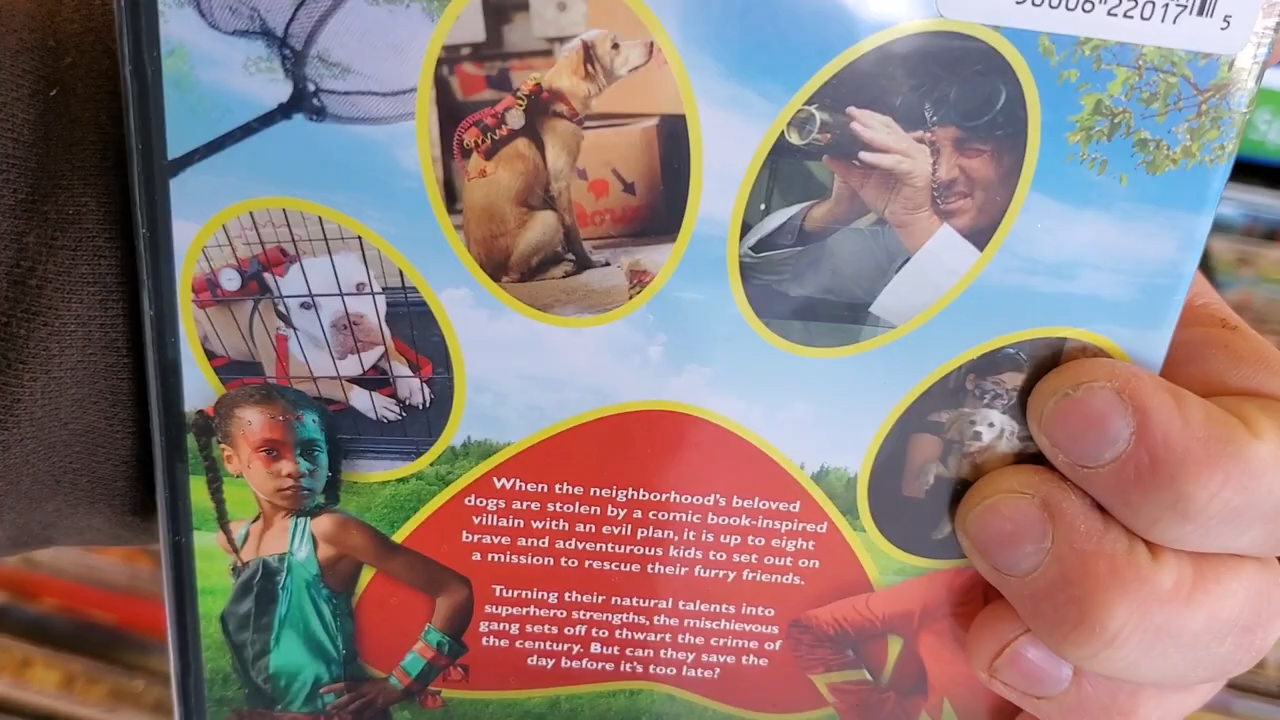 22017
5
When the neighborhood's beloved
dogs are stolen by a comic book-inspired
villain with an evil plan, it is up to eight
brave and adventurous kids to set out on
a mission to rescue their furry friends.
Turning their natural talents into
superhero strengths, the mischievous
gang sets off to thwart the crime of
the century. But can they save the
day before it's too late?